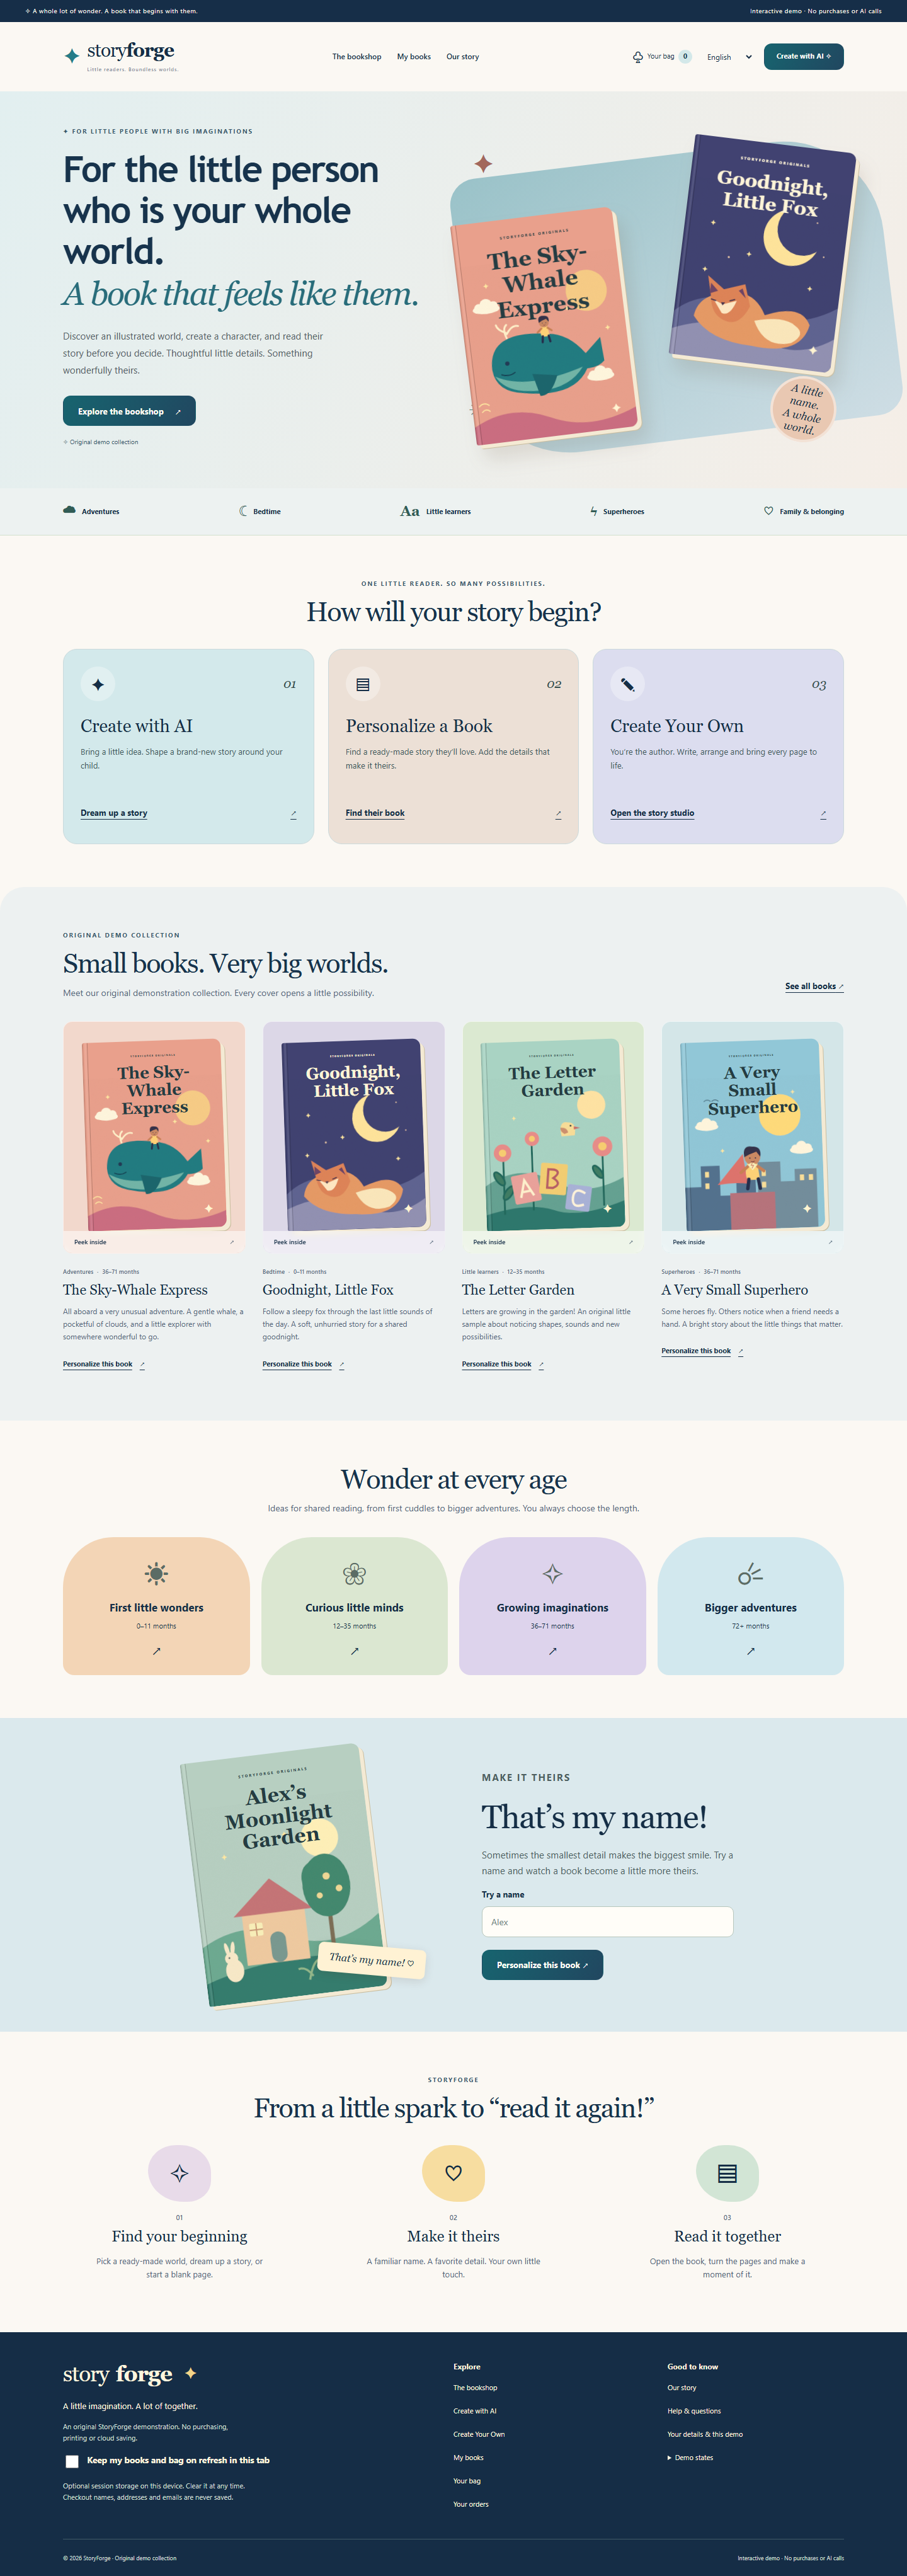 ✧ A whole lot of wonder. A book that begins with them.
Interactive demo · No purchases or AI calls
storyforge
Little readers. Boundless worlds.
The bookshop
My books
Our story
Your bag 0
English
Create with AI ✧
✦ FOR LITTLE PEOPLE WITH BIG IMAGINATIONS
For the little person
who is your whole
world.
A book that feels like them.
Discover an illustrated world, create a character, and read their
story before you decide. Thoughtful little details. Something
wonderfully theirs.
Explore the bookshop ↗
✧ Original demo collection
STORYFORGE ORIGINALS
The Sky-
Whale
Express
STORYFORGE ORIGINALS
Goodnight,
Little Fox
A little
name.
A whole
world.
Adventures
Bedtime
Aa Little learners
Superheroes
Family & belonging
ONE LITTLE READER. SO MANY POSSIBILITIES.
How will your story begin?
01
Create with AI
Bring a little idea. Shape a brand-new story around your
child.
Dream up a story ↗
02
Personalize a Book
Find a ready-made story they'll love. Add the details that
make it theirs.
Find their book ↗
03
Create Your Own
You're the author. Write, arrange and bring every page to
life.
Open the story studio ↗
ORIGINAL DEMO COLLECTION
Small books. Very big worlds.
Meet our original demonstration collection. Every cover opens a little possibility.
See all books ↗
STORYFORGE ORIGINALS
The Sky-
Whale
Express
Peek inside ↗
Adventures · 36–71 months
The Sky-Whale Express
All aboard a very unusual adventure. A gentle whale, a
pocketful of clouds, and a little explorer with
somewhere wonderful to go.
Personalize this book ↗
STORYFORGE ORIGINALS
Goodnight,
Little Fox
Peek inside ↗
Bedtime · 0–11 months
Goodnight, Little Fox
Follow a sleepy fox through the last little sounds of
the day. A soft, unhurried story for a shared
goodnight.
Personalize this book ↗
STORYFORGE ORIGINALS
The Letter
Garden
A
B
C
Peek inside ↗
Little learners · 12–35 months
The Letter Garden
Letters are growing in the garden! An original little
sample about noticing shapes, sounds and new
possibilities.
Personalize this book ↗
STORYFORGE ORIGINALS
A Very
Small
Superhero
Peek inside ↗
Superheroes · 36–71 months
A Very Small Superhero
Some heroes fly. Others notice when a friend needs a
hand. A bright story about the little things that matter.
Personalize this book ↗
Wonder at every age
Ideas for shared reading, from first cuddles to bigger adventures. You always choose the length.
First little wonders
0–11 months
↗
Curious little minds
12–35 months
↗
Growing imaginations
36–71 months
↗
Bigger adventures
72+ months
↗
STORYFORGE ORIGINALS
Alex's
Moonlight
Garden
That's my name! ♡
MAKE IT THEIRS
That's my name!
Sometimes the smallest detail makes the biggest smile. Try a
name and watch a book become a little more theirs.
Try a name
Alex
Personalize this book ↗
STORYFORGE
From a little spark to “read it again!”
01
Find your beginning
Pick a ready-made world, dream up a story, or
start a blank page.
02
Make it theirs
A familiar name. A favorite detail. Your own little
touch.
03
Read it together
Open the book, turn the pages and make a
moment of it.
story forge ✦
A little imagination. A lot of together.
An original StoryForge demonstration. No purchasing,
printing or cloud saving.
Keep my books and bag on refresh in this tab
Optional session storage on this device. Clear it at any time.
Checkout names, addresses and emails are never saved.
Explore
The bookshop
Create with AI
Create Your Own
My books
Your bag
Your orders
Good to know
Our story
Help & questions
Your details & this demo
▶ Demo states
© 2026 StoryForge · Original demo collection
Interactive demo · No purchases or AI calls